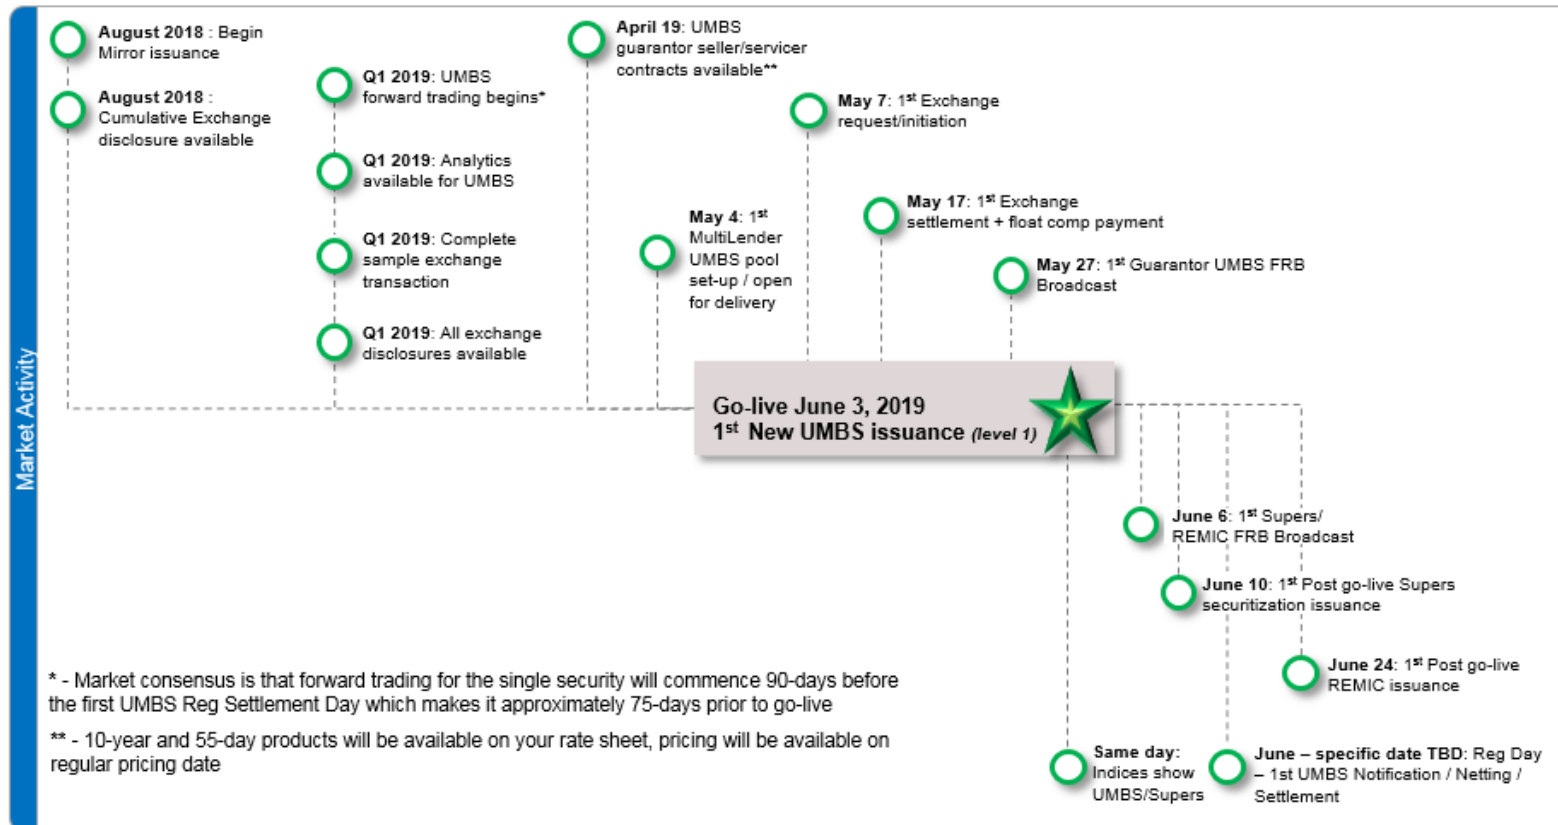 Market Activity
August 2018 : Begin
Mirror issuance
August 2018 :
Cumulative Exchange
disclosure available
Q1 2019: UMBS
forward trading begins*
Q1 2019: Analytics
available for UMBS
Q1 2019: Complete
sample exchange
transaction
Q1 2019: All exchange
disclosures available
April 19: UMBS
guarantor seller/servicer
contracts available**
May 4: 1st
MultiLender
UMBS pool
set-up / open
for delivery
May 7: 1st Exchange
request/initiation
May 17: 1st Exchange
settlement + float comp payment
May 27: 1st Guarantor UMBS FRB
Broadcast
Go-live June 3, 2019
1st New UMBS issuance (level 1)
June 6: 1st Supers/
REMIC FRB Broadcast
June 10: 1st Post go-live Supers
securitization issuance
June 24: 1st Post go-live
REMIC issuance
Same day:
Indices show
UMBS/Supers
June – specific date TBD: Reg Day
– 1st UMBS Notification / Netting /
Settlement
* - Market consensus is that forward trading for the single security will commence 90-days before
the first UMBS Reg Settlement Day which makes it approximately 75-days prior to go-live
** - 10-year and 55-day products will be available on your rate sheet, pricing will be available on
regular pricing date